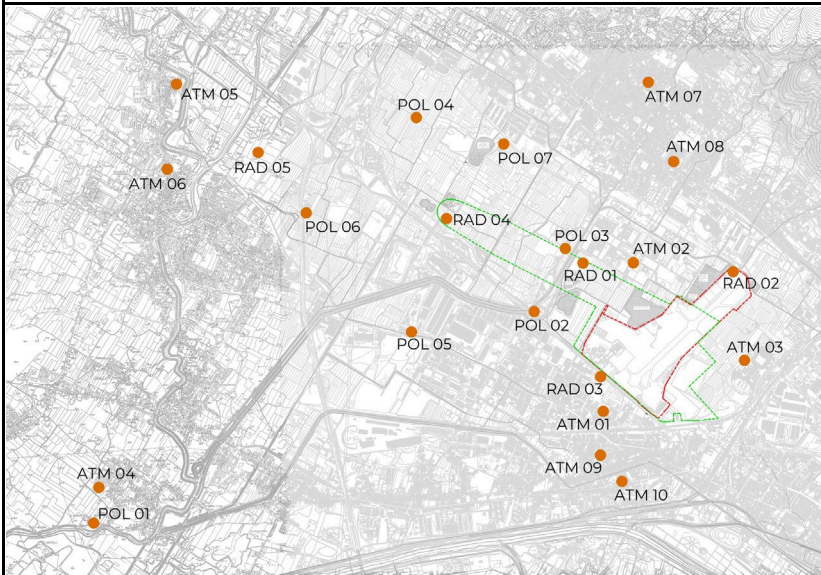 ATM 05
ATM 07
POL 04
ATM 08
POL 07
RAD 05
ATM 06
RAD 04
POL 06
POL 03
ATM 02
RAD 01
RAD 02
POL 02
POL 05
ATM 03
RAD 03
ATM 01
ATM 09
ATM 04
ATM 10
POL 01